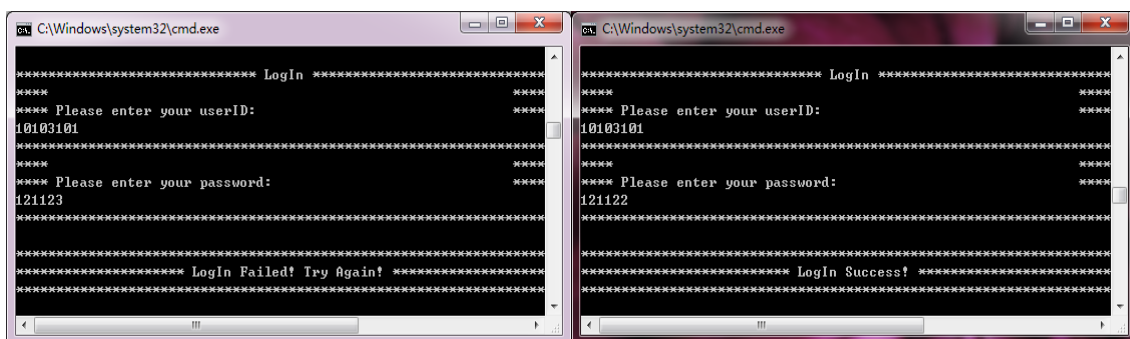 C:\Windows\system32\cmd.exe
****************************** LogIn *****************************
**** ****
**** Please enter your userID: ****
10103101
******************************************************************
**** ****
**** Please enter your password: ****
121123
******************************************************************
******************************************************************
********************* LogIn Failed! Try Again! *******************
******************************************************************
C:\Windows\system32\cmd.exe
****************************** LogIn *****************************
**** ****
**** Please enter your userID: ****
10103101
******************************************************************
**** ****
**** Please enter your password: ****
121122
******************************************************************
******************************************************************
************************** LogIn Success! ************************
******************************************************************